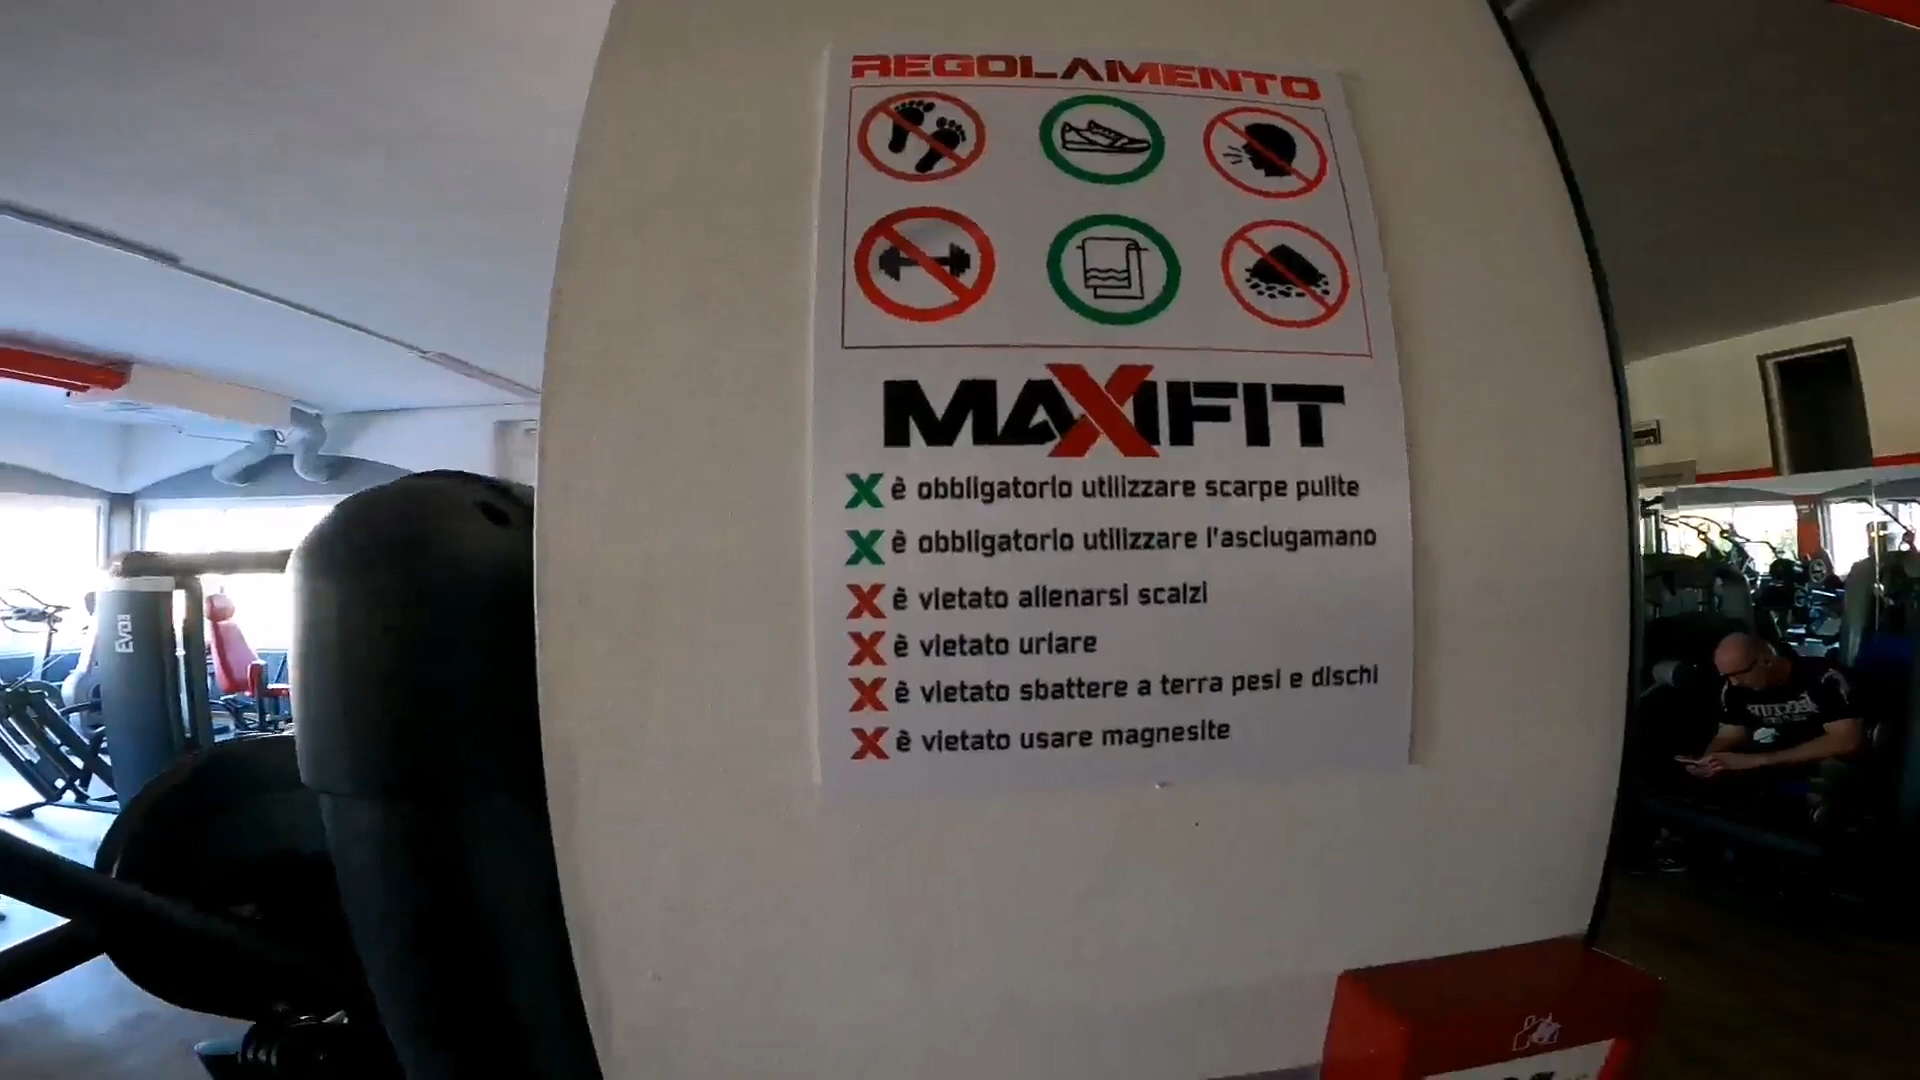 REGOLAMENTO
MAXIFIT
X è obbligatorio utilizzare scarpe pulite
X è obbligatorio utilizzare l'asciugamano
X è vietato allenarsi scalzi
X è vietato urlare
X è vietato sbattere a terra pesi e dischi
X è vietato usare magnesite
EVO